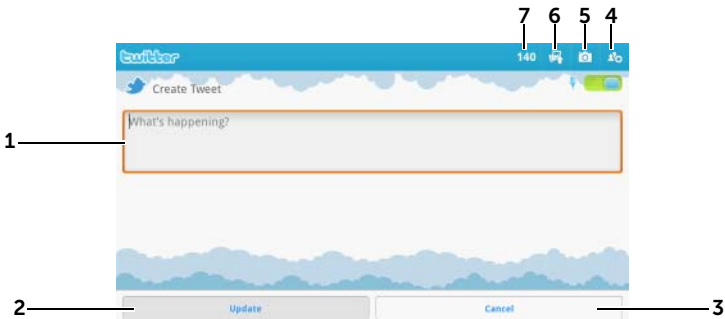 7 6 5 4
twitter 140
Create Tweet
What's happening?
1
2 Update Cancel 3